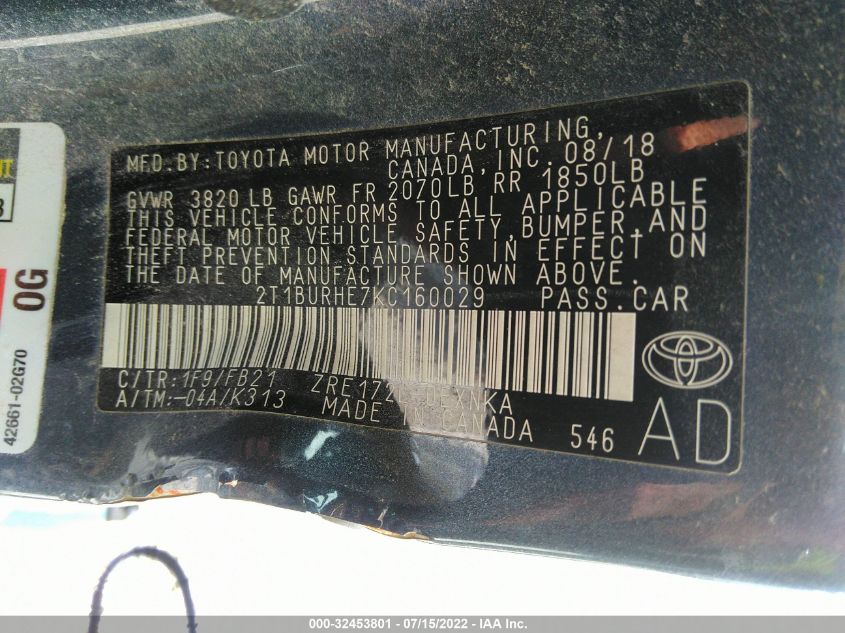 MFD.BY:TOYOTA MOTOR MANUFACTURING,
CANADA,INC. 08/18
GVWR 3820 LB GAWR FR 2070LB RR 1850LB
THIS VEHICLE CONFORMS TO ALL APPLICABLE
FEDERAL MOTOR VEHICLE SAFETY,BUMPER,AND
THEFT PREVENTION STANDARDS IN EFFECT ON
THE DATE OF MANUFACTURE SHOWN ABOVE.
2T1BURHE7KC160029 PASS.CAR
C/TR:1F9/FB21 ZRE172
A/TM:-04A/K313 MADE IN CANADA 546
AD
0G
42661-02G70
000-32453801 - 07/15/2022 - IAA Inc.